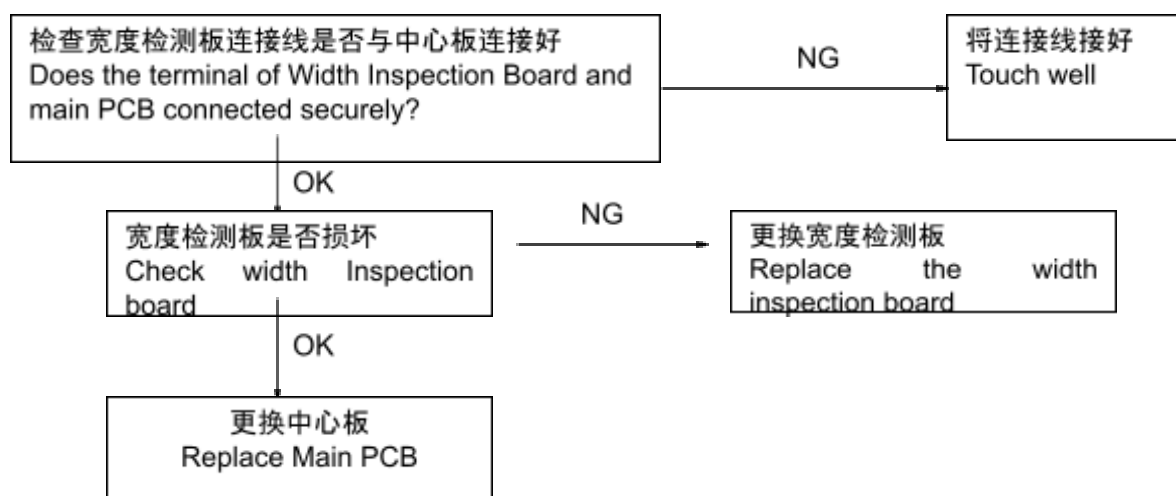 检查宽度检测板连接线是否与中心板连接好
Does the terminal of Width Inspection Board and
main PCB connected securely?
NG
将连接线接好
Touch well
OK
宽度检测板是否损坏
Check width Inspection
board
NG
更换宽度检测板
Replace the width
inspection board
OK
更换中心板
Replace Main PCB